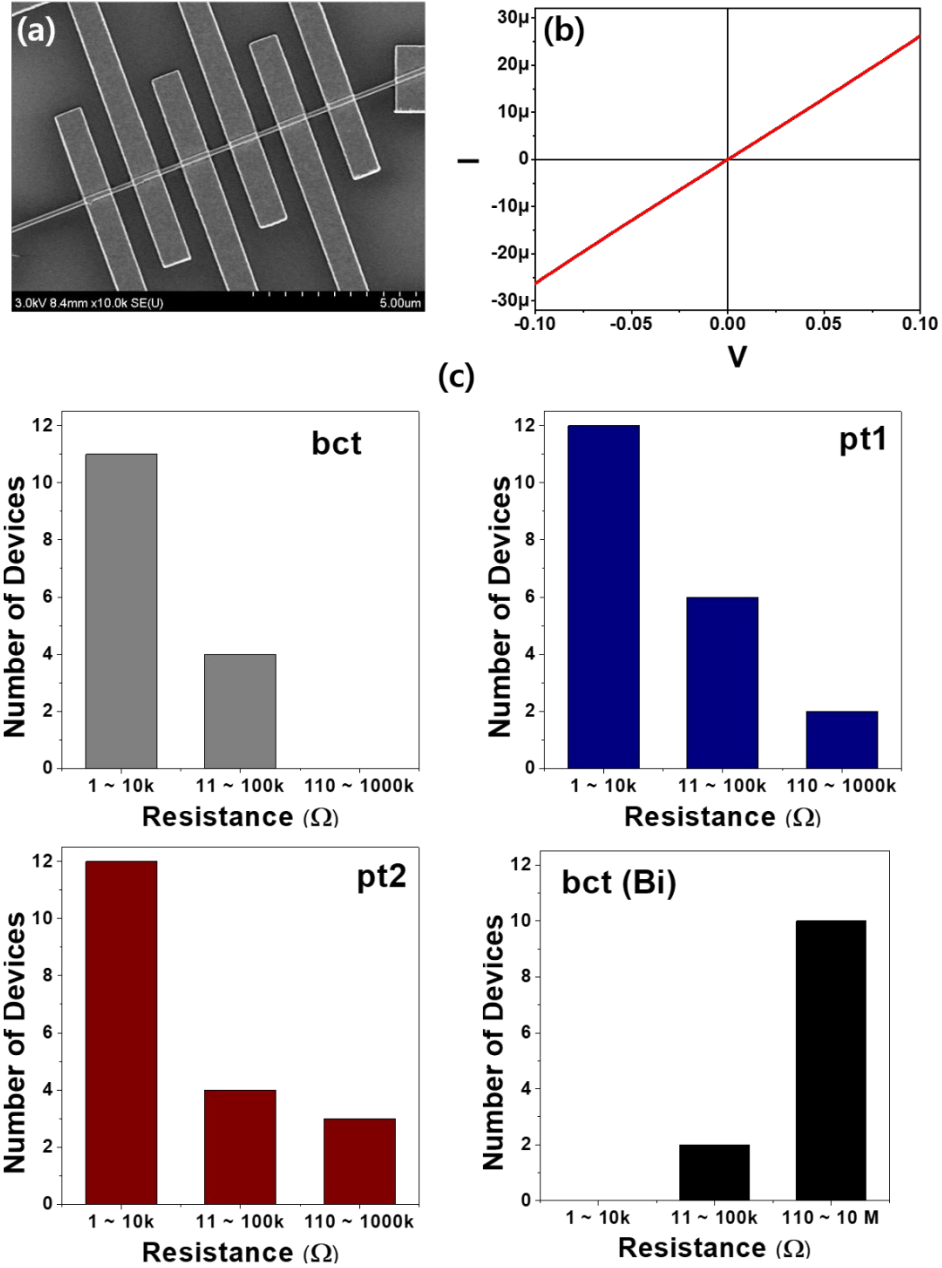 (a)
3.0kV 8.4mm x10.0k SE(U)
5.00um
(b)
30µ
20µ
10µ
0
-10µ
-20µ
-30µ
I
-0.10
-0.05
0.00
0.05
0.10
V
(c)
bct
12
10
8
6
4
2
0
Number of Devices
1 ~ 10k
11 ~ 100k
110 ~ 1000k
Resistance (Ω)
pt1
12
10
8
6
4
2
0
Number of Devices
1 ~ 10k
11 ~ 100k
110 ~ 1000k
Resistance (Ω)
pt2
12
10
8
6
4
2
0
Number of Devices
1 ~ 10k
11 ~ 100k
110 ~ 1000k
Resistance (Ω)
bct (Bi)
12
10
8
6
4
2
0
Number of Devices
1 ~ 10k
11 ~ 100k
110 ~ 10 M
Resistance (Ω)